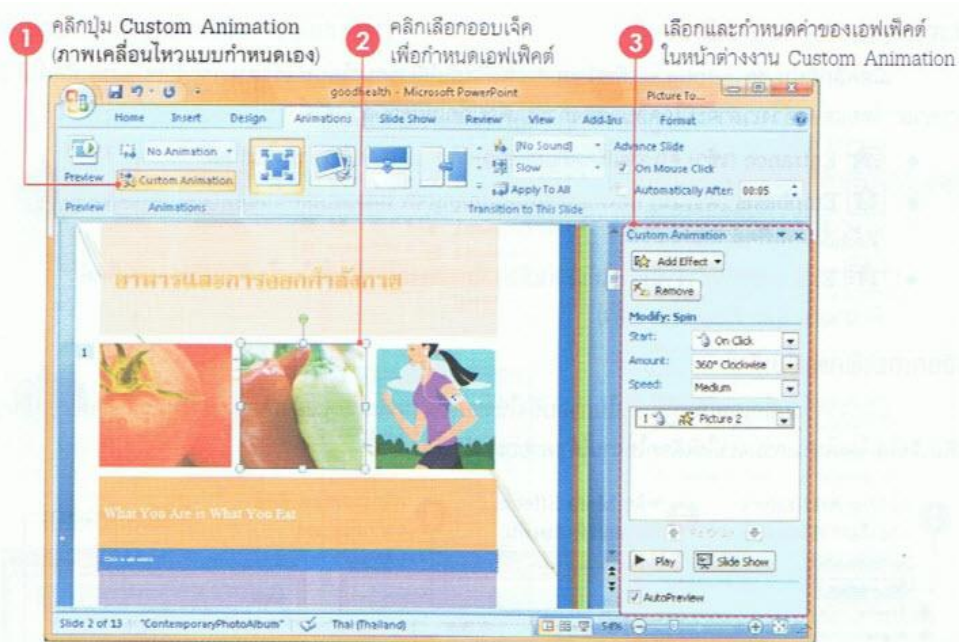 1 คลิกปุ่ม Custom Animation
(ภาพเคลื่อนไหวแบบกำหนดเอง)
2 คลิกเลือกออบเจ็ค
เพื่อกำหนดเอฟเฟ็คต์
3 เลือกและกำหนดค่าของเอฟเฟ็คต์
ในหน้าต่างงาน Custom Animation
goodhealth - Microsoft PowerPoint
Picture To...
Home Insert Design Animations Slide Show Review View Add-Ins Format
Preview
No Animation
Custom Animation
[No Sound]
Slow
Apply To All
Advance Slide
On Mouse Click
Automatically After: 00:05
Preview Animations Transition to This Slide
อาหารและการออกกำลังกาย
1
What You Are is What You Eat
Custom Animation
Add Effect
Remove
Modify: Spin
Start: On Click
Amount: 360° Clockwise
Speed: Medium
1 Picture 2
Play Slide Show
AutoPreview
Slide 2 of 13 "ContemporaryPhotoAlbum" Thai (Thailand) 54%